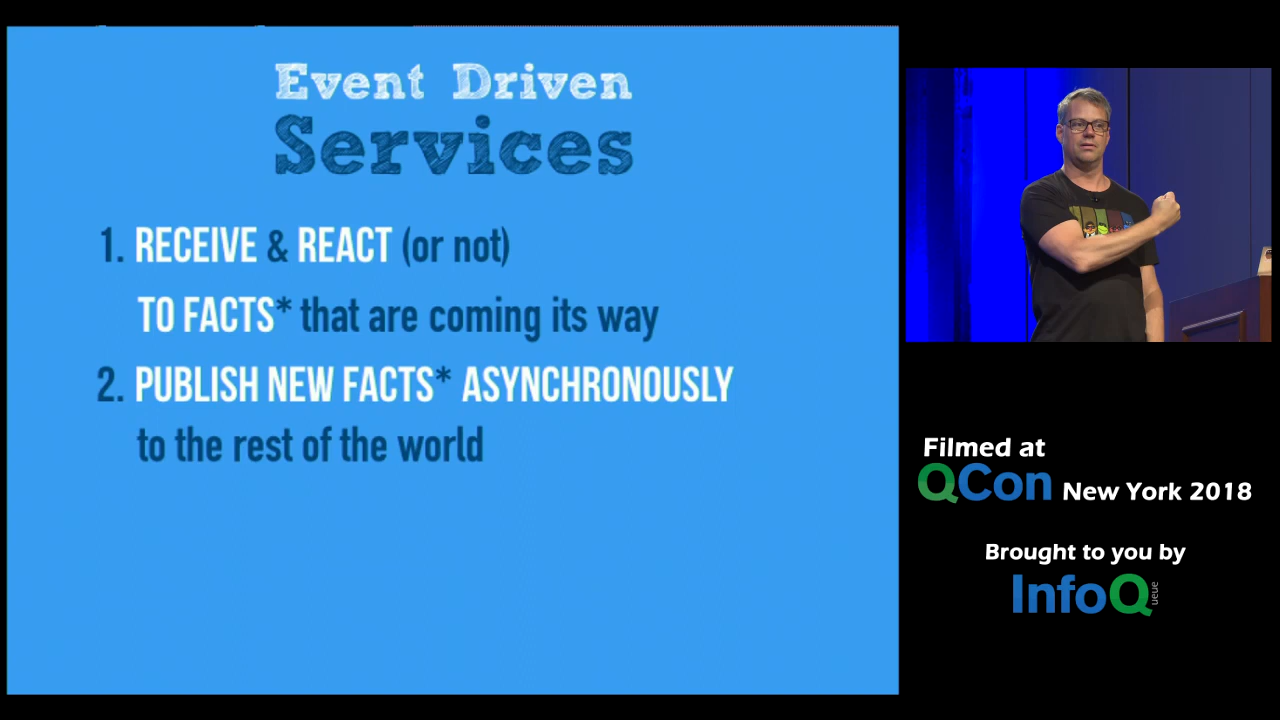 Event Driven
Services
1. RECEIVE & REACT (or not)
TO FACTS* that are coming its way
2. PUBLISH NEW FACTS* ASYNCHRONOUSLY
to the rest of the world
Filmed at
QCon New York 2018
Brought to you by
InfoQ
ueue